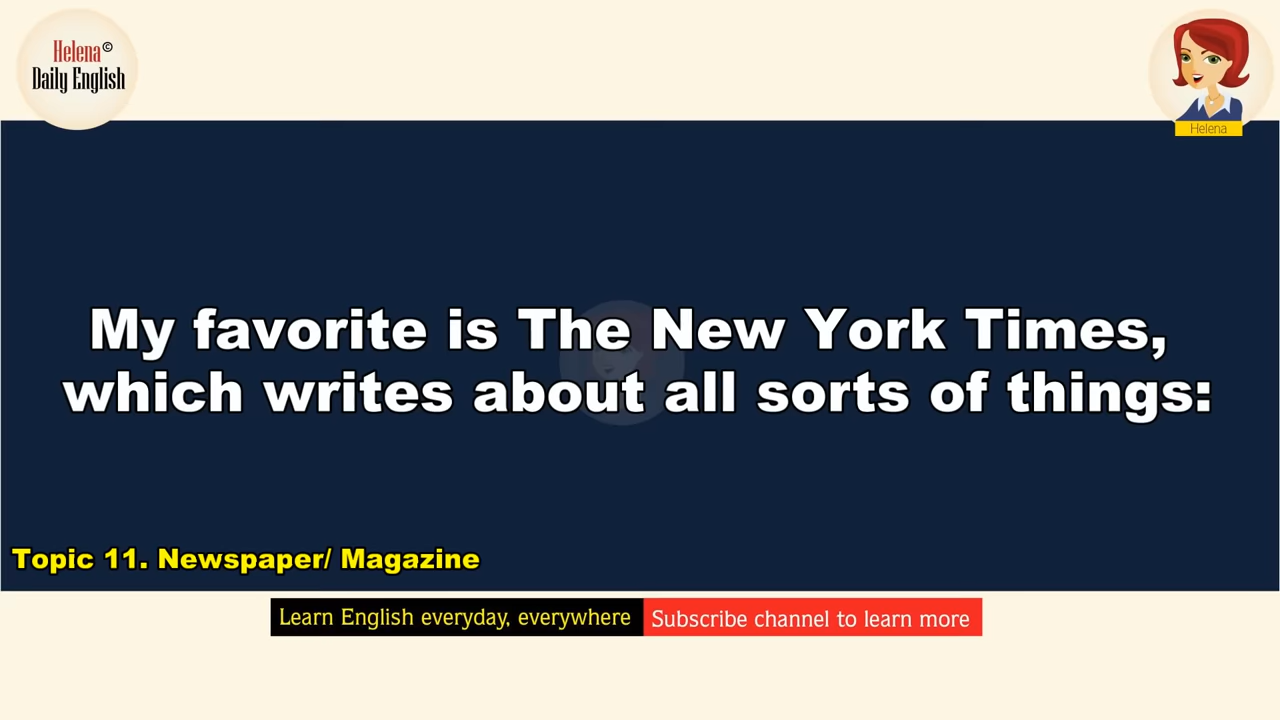 Helena©
Daily English
Helena
My favorite is The New York Times,
which writes about all sorts of things:
Topic 11. Newspaper/ Magazine
Learn English everyday, everywhere
Subscribe channel to learn more